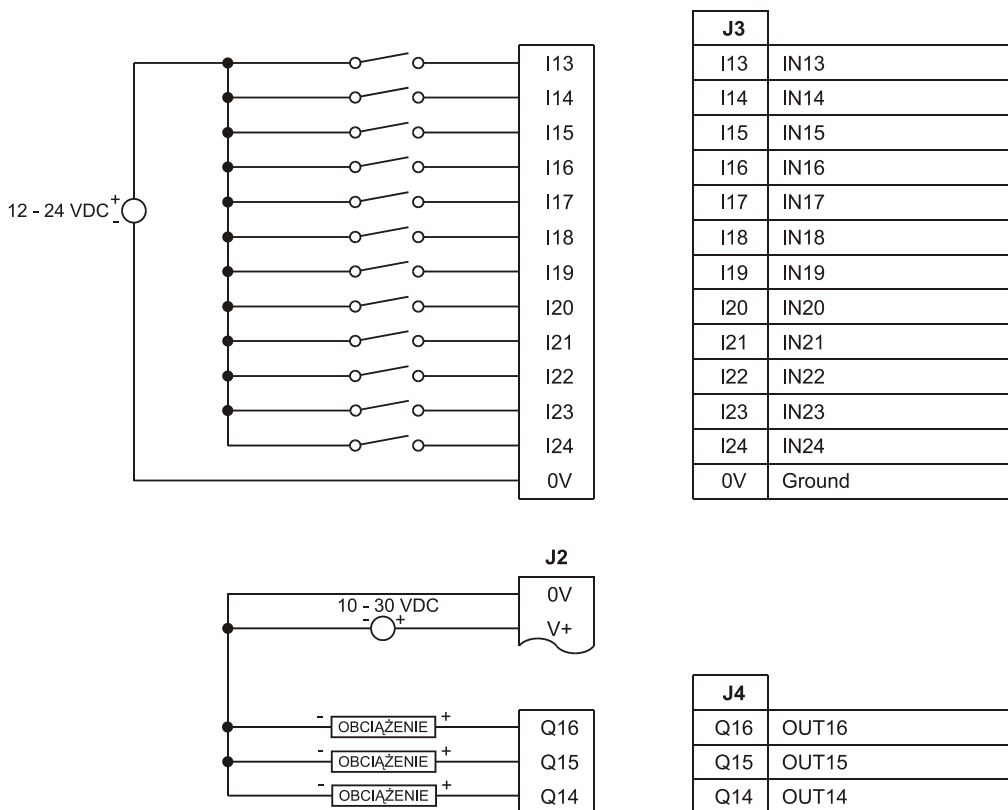 12 - 24 VDC
+
-
I13
I14
I15
I16
I17
I18
I19
I20
I21
I22
I23
I24
0V
J3
I13 IN13
I14 IN14
I15 IN15
I16 IN16
I17 IN17
I18 IN18
I19 IN19
I20 IN20
I21 IN21
I22 IN22
I23 IN23
I24 IN24
0V Ground
J2
0V
10 - 30 VDC
- +
V+
- OBCIĄŻENIE + Q16
- OBCIĄŻENIE + Q15
- OBCIĄŻENIE + Q14
J4
Q16 OUT16
Q15 OUT15
Q14 OUT14